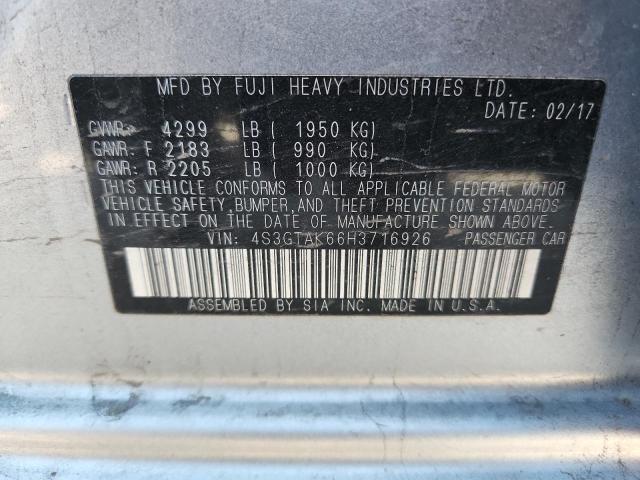 MFD BY FUJI HEAVY INDUSTRIES LTD.
DATE: 02/17
GVWR: 4299 LB ( 1950 KG)
GAWR: F 2183 LB ( 990 KG)
GAWR: R 2205 LB ( 1000 KG)
THIS VEHICLE CONFORMS TO ALL APPLICABLE FEDERAL MOTOR
VEHICLE SAFETY, BUMPER, AND THEFT PREVENTION STANDARDS
IN EFFECT ON THE DATE OF MANUFACTURE SHOWN ABOVE.
VIN: 4S3GTAK66H3716926 PASSENGER CAR
ASSEMBLED BY SIA INC. MADE IN U.S.A.